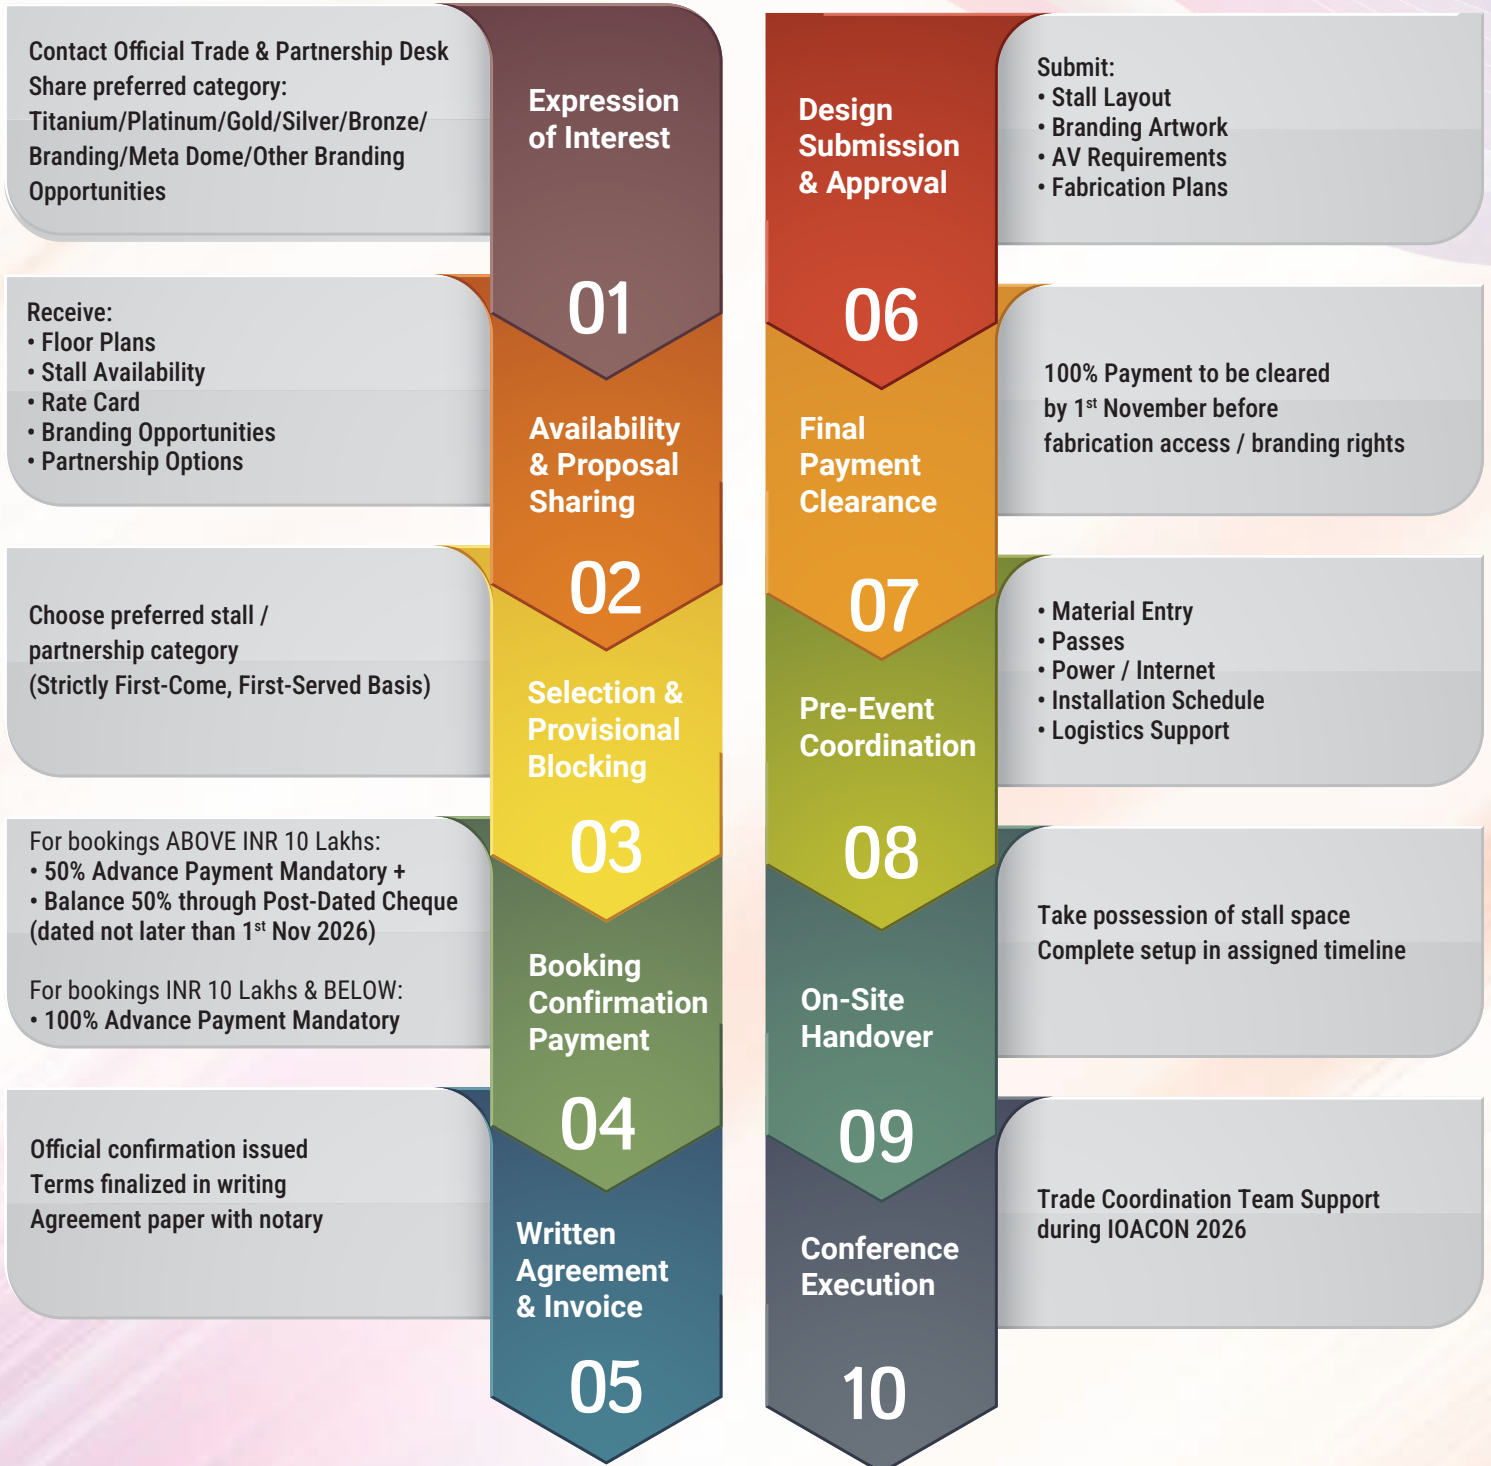 Contact Official Trade & Partnership Desk
Share preferred category:
Titanium/Platinum/Gold/Silver/Bronze/
Branding/Meta Dome/Other Branding
Opportunities
Expression
of Interest
01
Receive:
• Floor Plans
• Stall Availability
• Rate Card
• Branding Opportunities
• Partnership Options
Availability
& Proposal
Sharing
02
Choose preferred stall /
partnership category
(Strictly First-Come, First-Served Basis)
Selection &
Provisional
Blocking
03
For bookings ABOVE INR 10 Lakhs:
• 50% Advance Payment Mandatory +
• Balance 50% through Post-Dated Cheque
(dated not later than 1st Nov 2026)
For bookings INR 10 Lakhs & BELOW:
• 100% Advance Payment Mandatory
Booking
Confirmation
Payment
04
Official confirmation issued
Terms finalized in writing
Agreement paper with notary
Written
Agreement
& Invoice
05
Design
Submission
& Approval
06
Submit:
• Stall Layout
• Branding Artwork
• AV Requirements
• Fabrication Plans
Final
Payment
Clearance
07
100% Payment to be cleared
by 1st November before
fabrication access / branding rights
Pre-Event
Coordination
08
• Material Entry
• Passes
• Power / Internet
• Installation Schedule
• Logistics Support
On-Site
Handover
09
Take possession of stall space
Complete setup in assigned timeline
Conference
Execution
10
Trade Coordination Team Support
during IOACON 2026